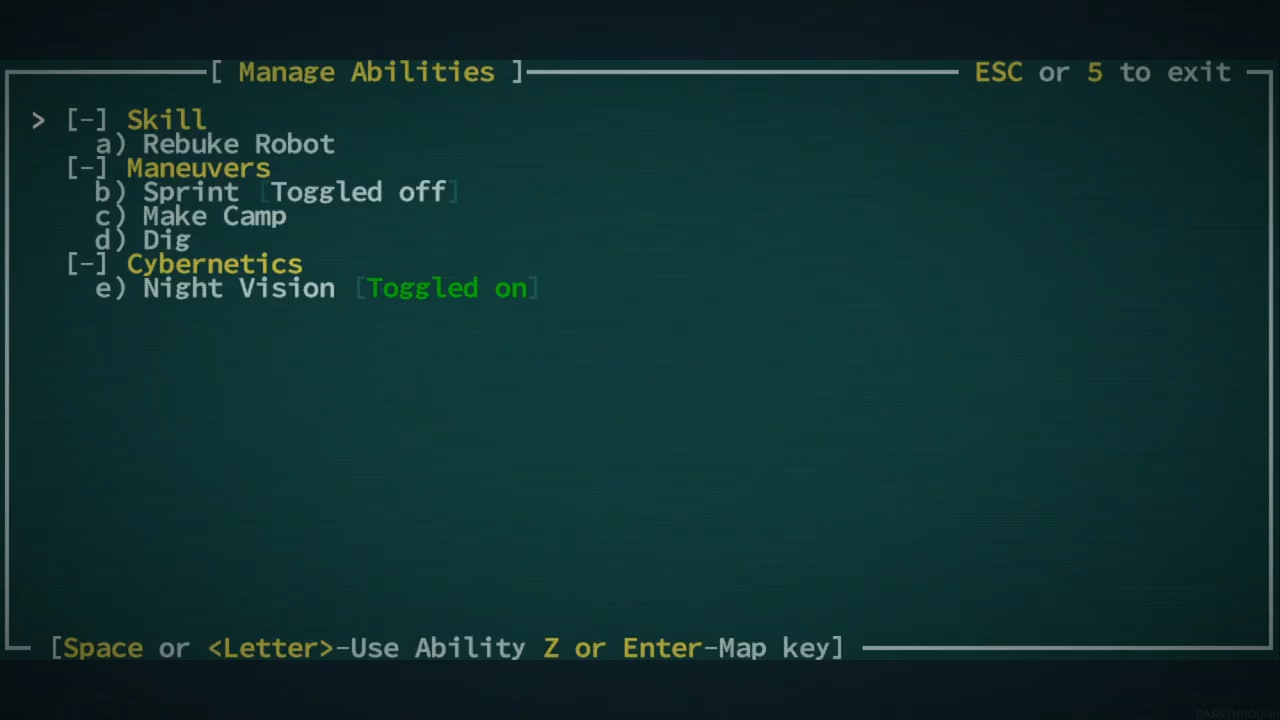 [ Manage Abilities ] ESC or 5 to exit
> [-] Skill
a) Rebuke Robot
[-] Maneuvers
b) Sprint [Toggled off]
c) Make Camp
d) Dig
[-] Cybernetics
e) Night Vision [Toggled on]
[Space or <Letter>-Use Ability Z or Enter-Map key]